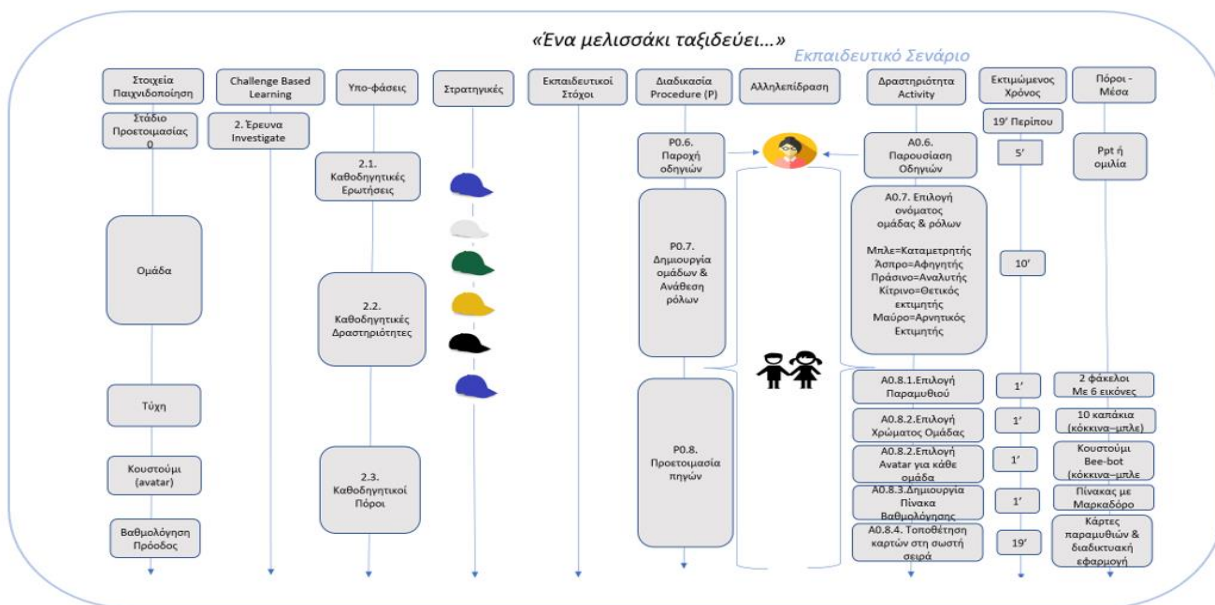 «Ένα μελισσάκι ταξιδεύει...»
Εκπαιδευτικό Σενάριο
Στοιχεία
Παιχνιδοποίηση
Challenge Based
Learning
Υπο-φάσεις
Στρατηγικές
Εκπαιδευτικοί
Στόχοι
Διαδικασία
Procedure (P)
Αλληλεπίδραση
Δραστηριότητα
Activity
Εκτιμώμενος
Χρόνος
Πόροι -
Μέσα
Στάδιο
Προετοιμασίας
0
2. Έρευνα
Investigate
19’ Περίπου
2.1.
Καθοδηγητικές
Ερωτήσεις
P0.6.
Παροχή
οδηγιών
A0.6.
Παρουσίαση
Οδηγιών
5’
Ppt ή
ομιλία
Ομάδα
2.2.
Καθοδηγητικές
Δραστηριότητες
P0.7.
Δημιουργία
ομάδων &
Ανάθεση
ρόλων
A0.7. Επιλογή
ονόματος
ομάδας & ρόλων
Μπλε=Καταμετρητής
Άσπρο=Αφηγητής
Πράσινο=Αναλυτής
Κίτρινο=Θετικός
εκτιμητής
Μαύρο=Αρνητικός
Εκτιμητής
10’
Τύχη
Κουστούμι
(avatar)
Βαθμολόγηση
Πρόοδος
2.3.
Καθοδηγητικοί
Πόροι
P0.8.
Προετοιμασία
πηγών
A0.8.1.Επιλογή
Παραμυθιού
1’
2 φάκελοι
Με 6 εικόνες
A0.8.2.Επιλογή
Χρώματος Ομάδας
1’
10 καπάκια
(κόκκινα–μπλε)
A0.8.2.Επιλογή
Avatar για κάθε
ομάδα
1’
Κουστούμι
Bee-bot
(κόκκινα–μπλε
A0.8.3.Δημιουργία
Πίνακα
Βαθμολόγησης
1’
Πίνακας με
Μαρκαδόρο
A0.8.4. Τοποθέτηση
καρτών στη σωστή
σειρά
19’
Κάρτες
παραμυθιών &
διαδικτυακή
εφαρμογή